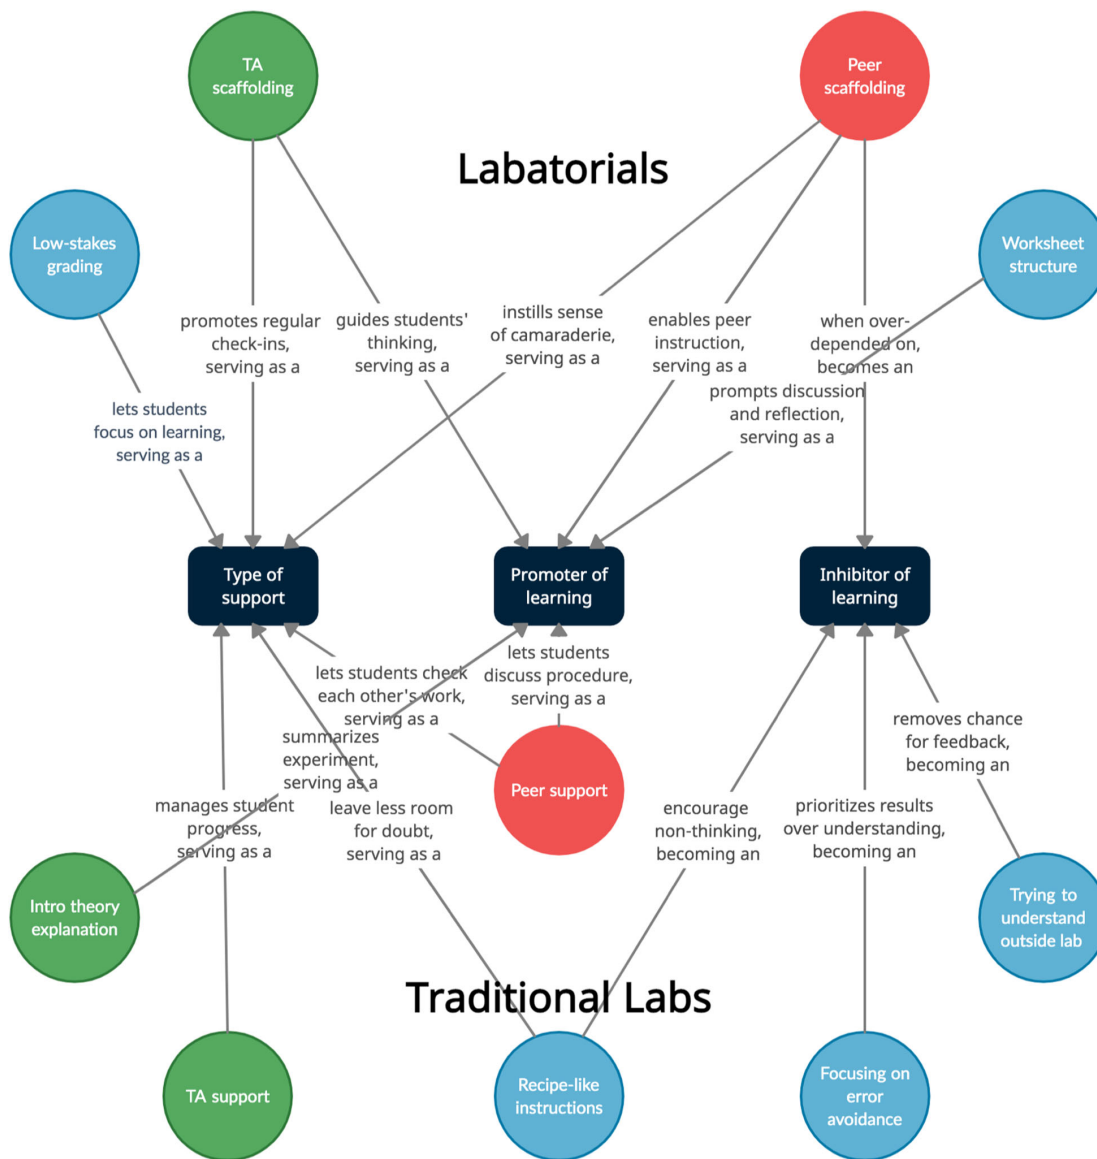 TA
scaffolding
Peer
scaffolding
Labatorials
Low-stakes
grading
Worksheet
structure
promotes regular
check-ins,
serving as a
guides students'
thinking,
serving as a
instills sense
of camaraderie,
serving as a
enables peer
instruction,
serving as a
when over-
depended on,
becomes an
lets students
focus on learning,
serving as a
prompts discussion
and reflection,
serving as a
Type of
support
Promoter of
learning
Inhibitor of
learning
lets students check
each other's work,
serving as a
lets students
discuss procedure,
serving as a
summarizes
experiment,
serving as a
removes chance
for feedback,
becoming an
Peer support
manages student
progress,
serving as a
leave less room
for doubt,
serving as a
encourage
non-thinking,
becoming an
prioritizes results
over understanding,
becoming an
Intro theory
explanation
Trying to
understand
outside lab
Traditional Labs
TA support
Recipe-like
instructions
Focusing on
error
avoidance